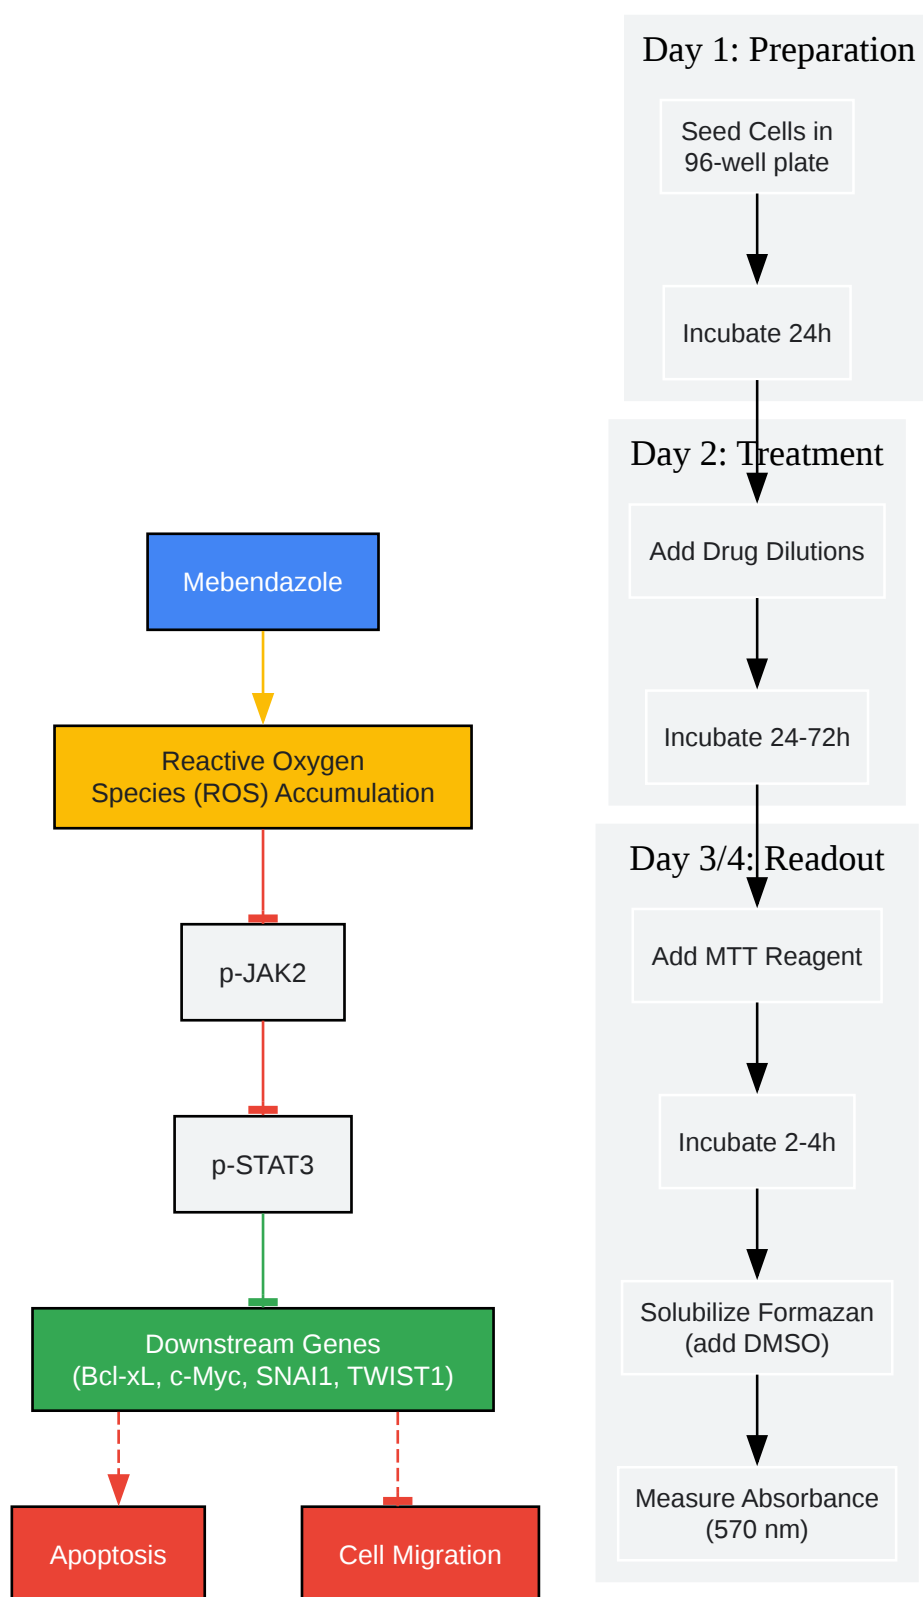 Mebendazole
Reactive Oxygen
Species (ROS) Accumulation
p-JAK2
p-STAT3
Downstream Genes
(Bcl-xL, c-Myc, SNAI1, TWIST1)
Apoptosis
Cell Migration
Day 1: Preparation
Seed Cells in
96-well plate
Incubate 24h
Day 2: Treatment
Add Drug Dilutions
Incubate 24-72h
Day 3/4: Readout
Add MTT Reagent
Incubate 2-4h
Solubilize Formazan
(add DMSO)
Measure Absorbance
(570 nm)